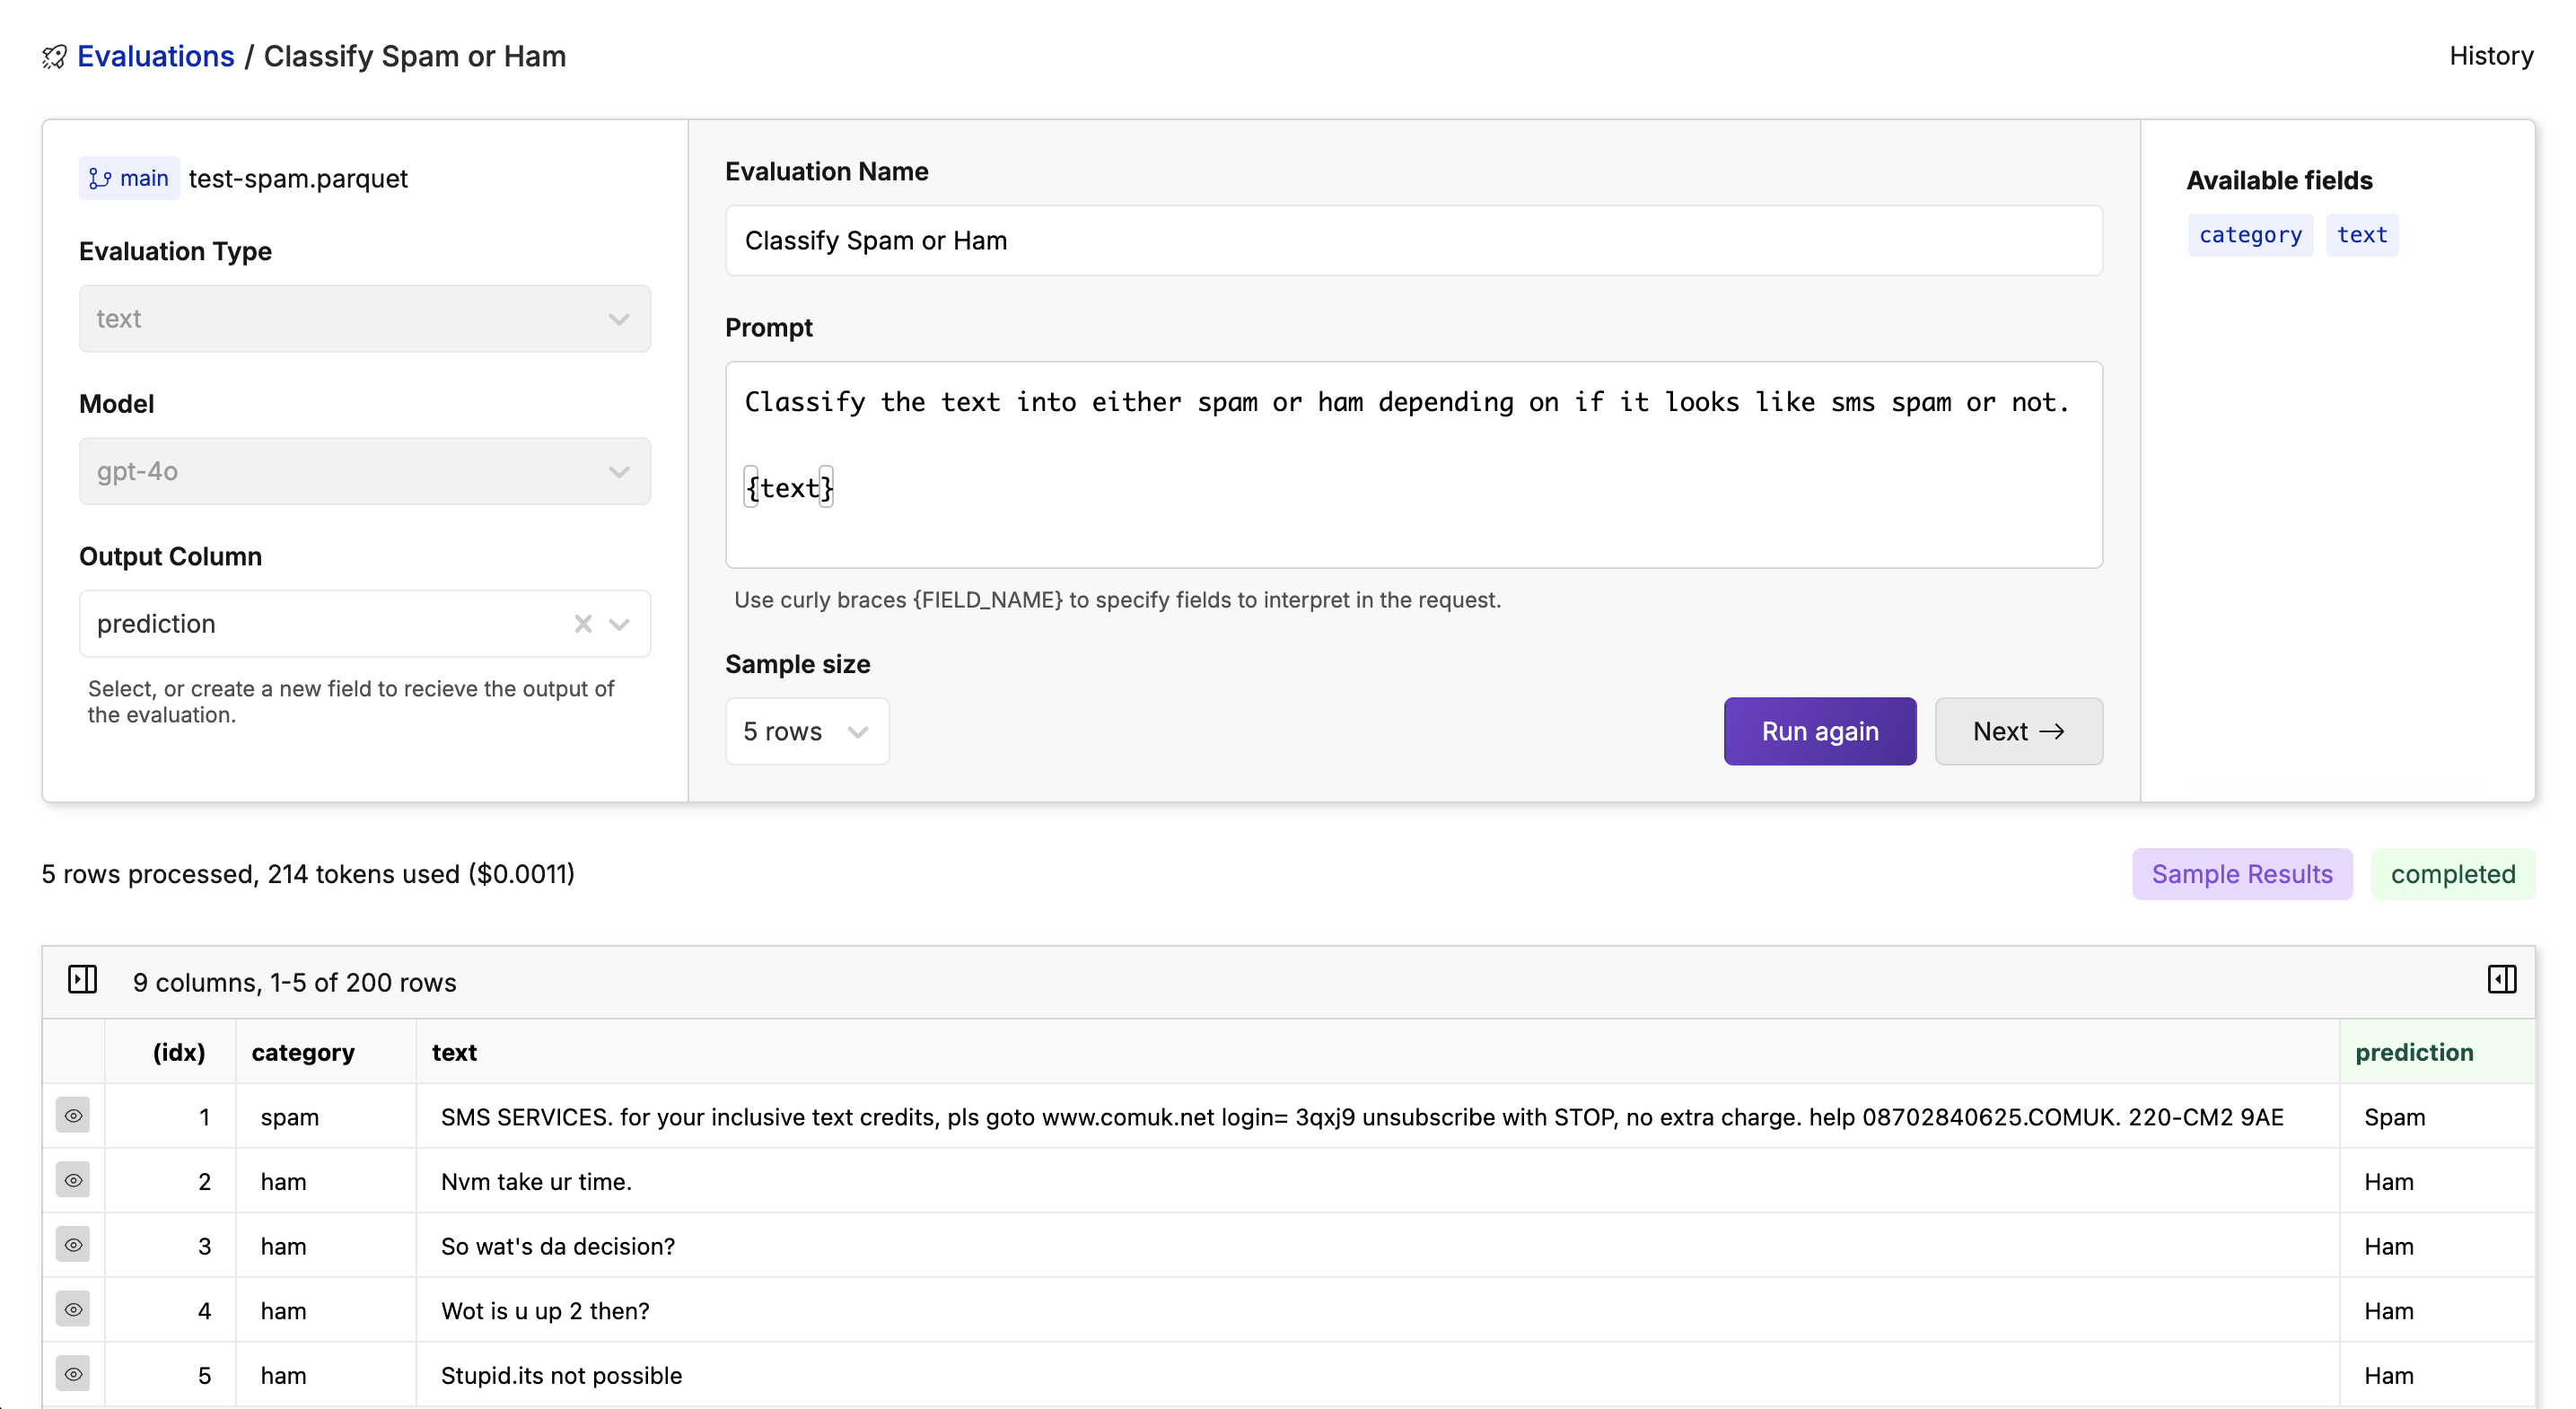 Evaluations / Classify Spam or Ham
History
main test-spam.parquet
Evaluation Type
text
Model
gpt-4o
Output Column
prediction
Select, or create a new field to recieve the output of
the evaluation.
Evaluation Name
Classify Spam or Ham
Prompt
Classify the text into either spam or ham depending on if it looks like sms spam or not.
{text}
Use curly braces {FIELD_NAME} to specify fields to interpret in the request.
Sample size
5 rows
Run again
Next →
Available fields
category text
5 rows processed, 214 tokens used ($0.0011)
Sample Results
completed
9 columns, 1-5 of 200 rows
(idx) category text prediction
1 spam SMS SERVICES. for your inclusive text credits, pls goto www.comuk.net login= 3qxj9 unsubscribe with STOP, no extra charge. help 08702840625.COMUK. 220-CM2 9AE Spam
2 ham Nvm take ur time. Ham
3 ham So wat's da decision? Ham
4 ham Wot is u up 2 then? Ham
5 ham Stupid.its not possible Ham